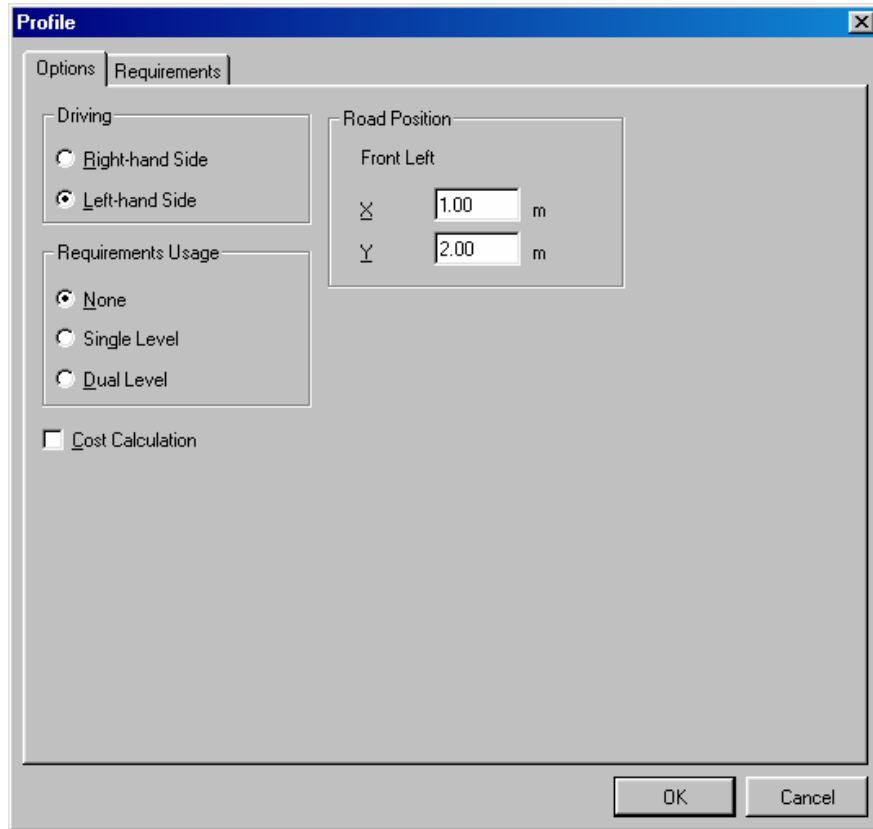 Profile
Options Requirements
Driving
Right-hand Side
Left-hand Side
Requirements Usage
None
Single Level
Dual Level
Cost Calculation
Road Position
Front Left
X 1.00 m
Y 2.00 m
OK Cancel